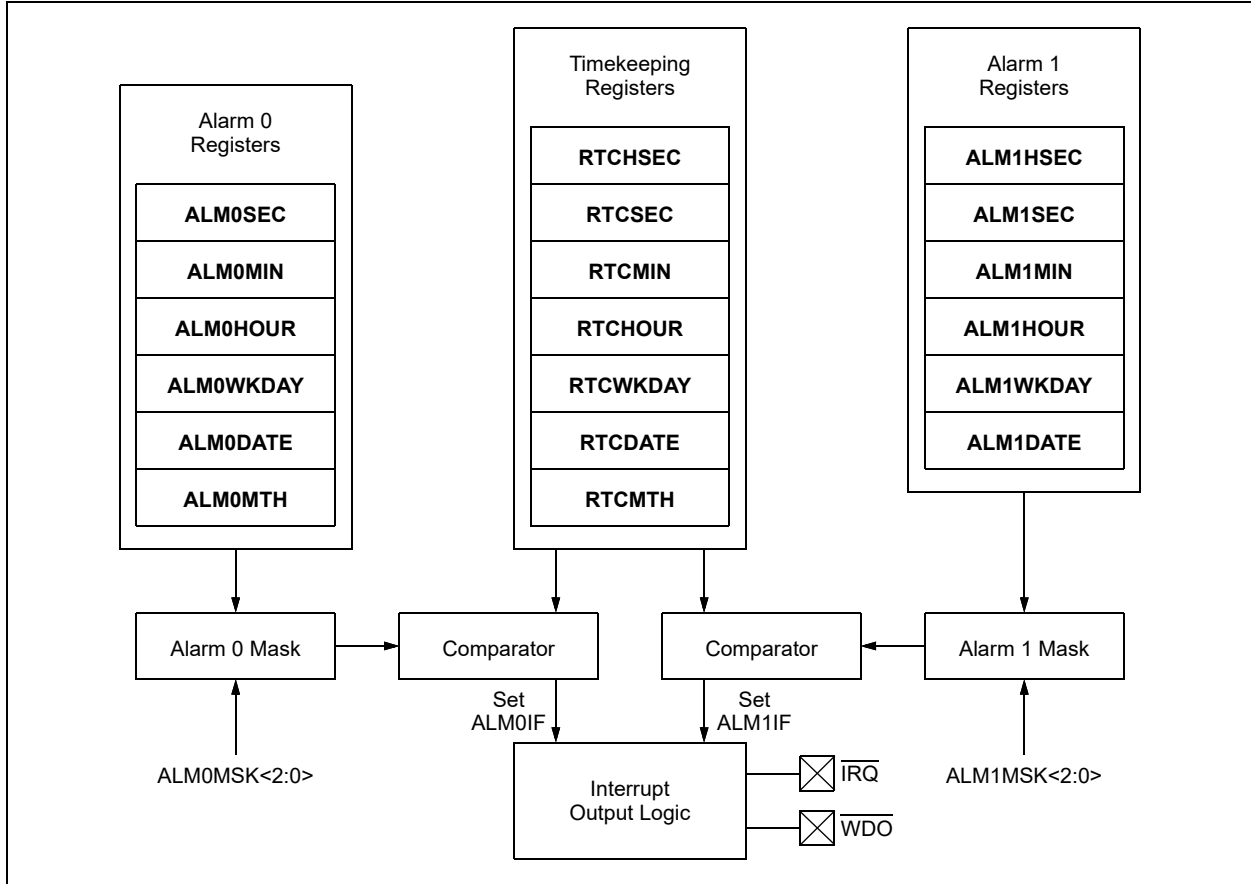 Alarm 0
Registers
ALM0SEC
ALM0MIN
ALM0HOUR
ALM0WKDAY
ALM0DATE
ALM0MTH
Timekeeping
Registers
RTCHSEC
RTCSEC
RTCMIN
RTCHOUR
RTCWKDAY
RTCDATE
RTCMTH
Alarm 1
Registers
ALM1HSEC
ALM1SEC
ALM1MIN
ALM1HOUR
ALM1WKDAY
ALM1DATE
Alarm 0 Mask
Comparator
Comparator
Alarm 1 Mask
Set
ALM0IF
Set
ALM1IF
ALM0MSK<2:0>
Interrupt
Output Logic
IRQ
WDO
ALM1MSK<2:0>